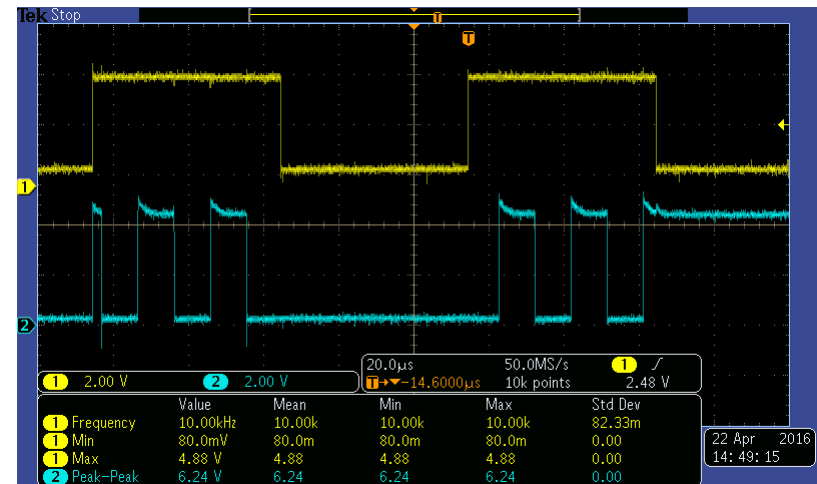 Tek Stop
T
T
1
2
1 2.00 V 2 2.00 V
20.0µs 50.0MS/s 1
T→▼−14.6000µs 10k points 2.48 V
Value Mean Min Max Std Dev
1 Frequency 10.00kHz 10.00k 10.00k 10.00k 82.33m
1 Min 80.0mV 80.0m 80.0m 80.0m 0.00
1 Max 4.88 V 4.88 4.88 4.88 0.00
2 Peak–Peak 6.24 V 6.24 6.24 6.24 0.00
22 Apr 2016
14:49:15